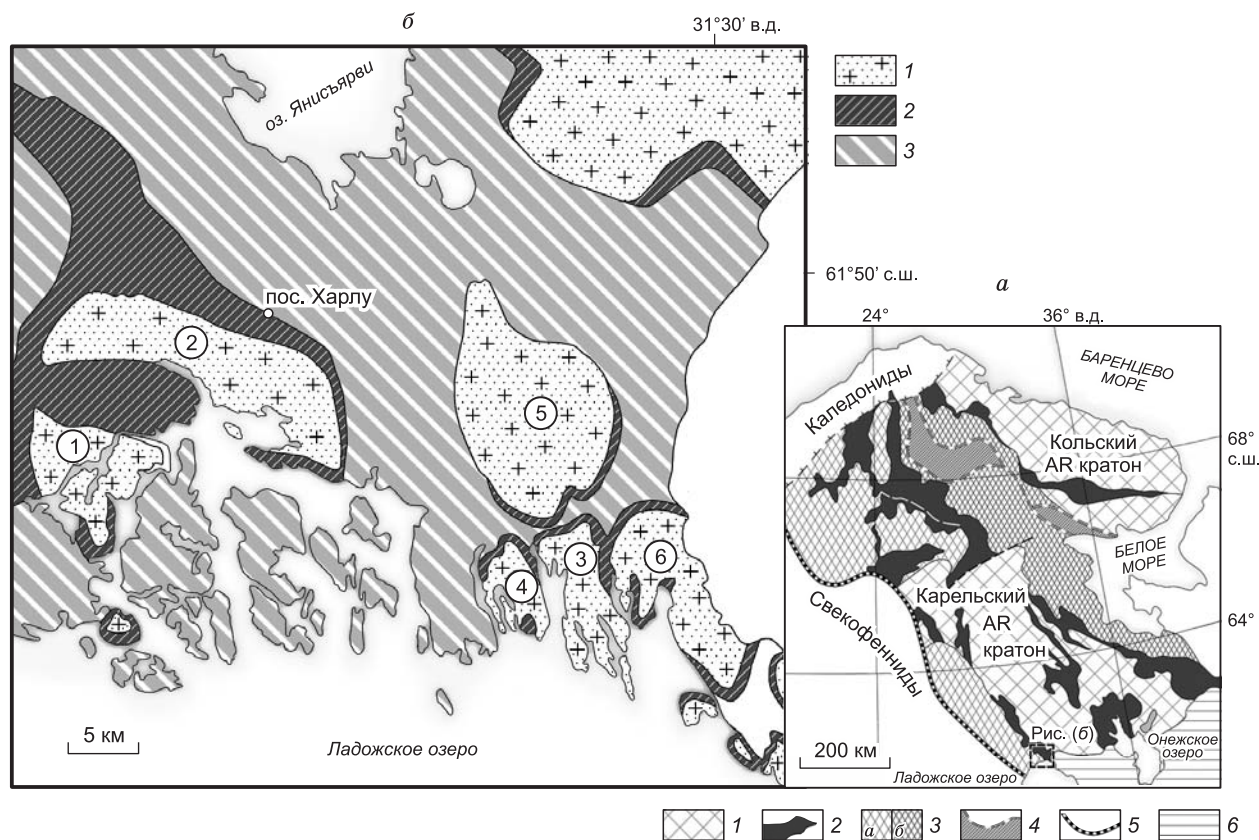 б
31°30′ в.д.
оз. Янисъярви
1
2
3
61°50′ с.ш.
пос. Харлу
2
1
5
3
4
6
5 км
Ладожское озеро
а
24°
36° в.д.
БАРЕНЦЕВО
МОРЕ
Каледониды
Кольский
AR кратон
68°
с.ш.
БЕЛОЕ
МОРЕ
Карельский
AR
кратон
64°
Свекофенниды
Рис. (б)
Онежское
озеро
200 км
Ладожское озеро
1
2
а б 3
4
5
6